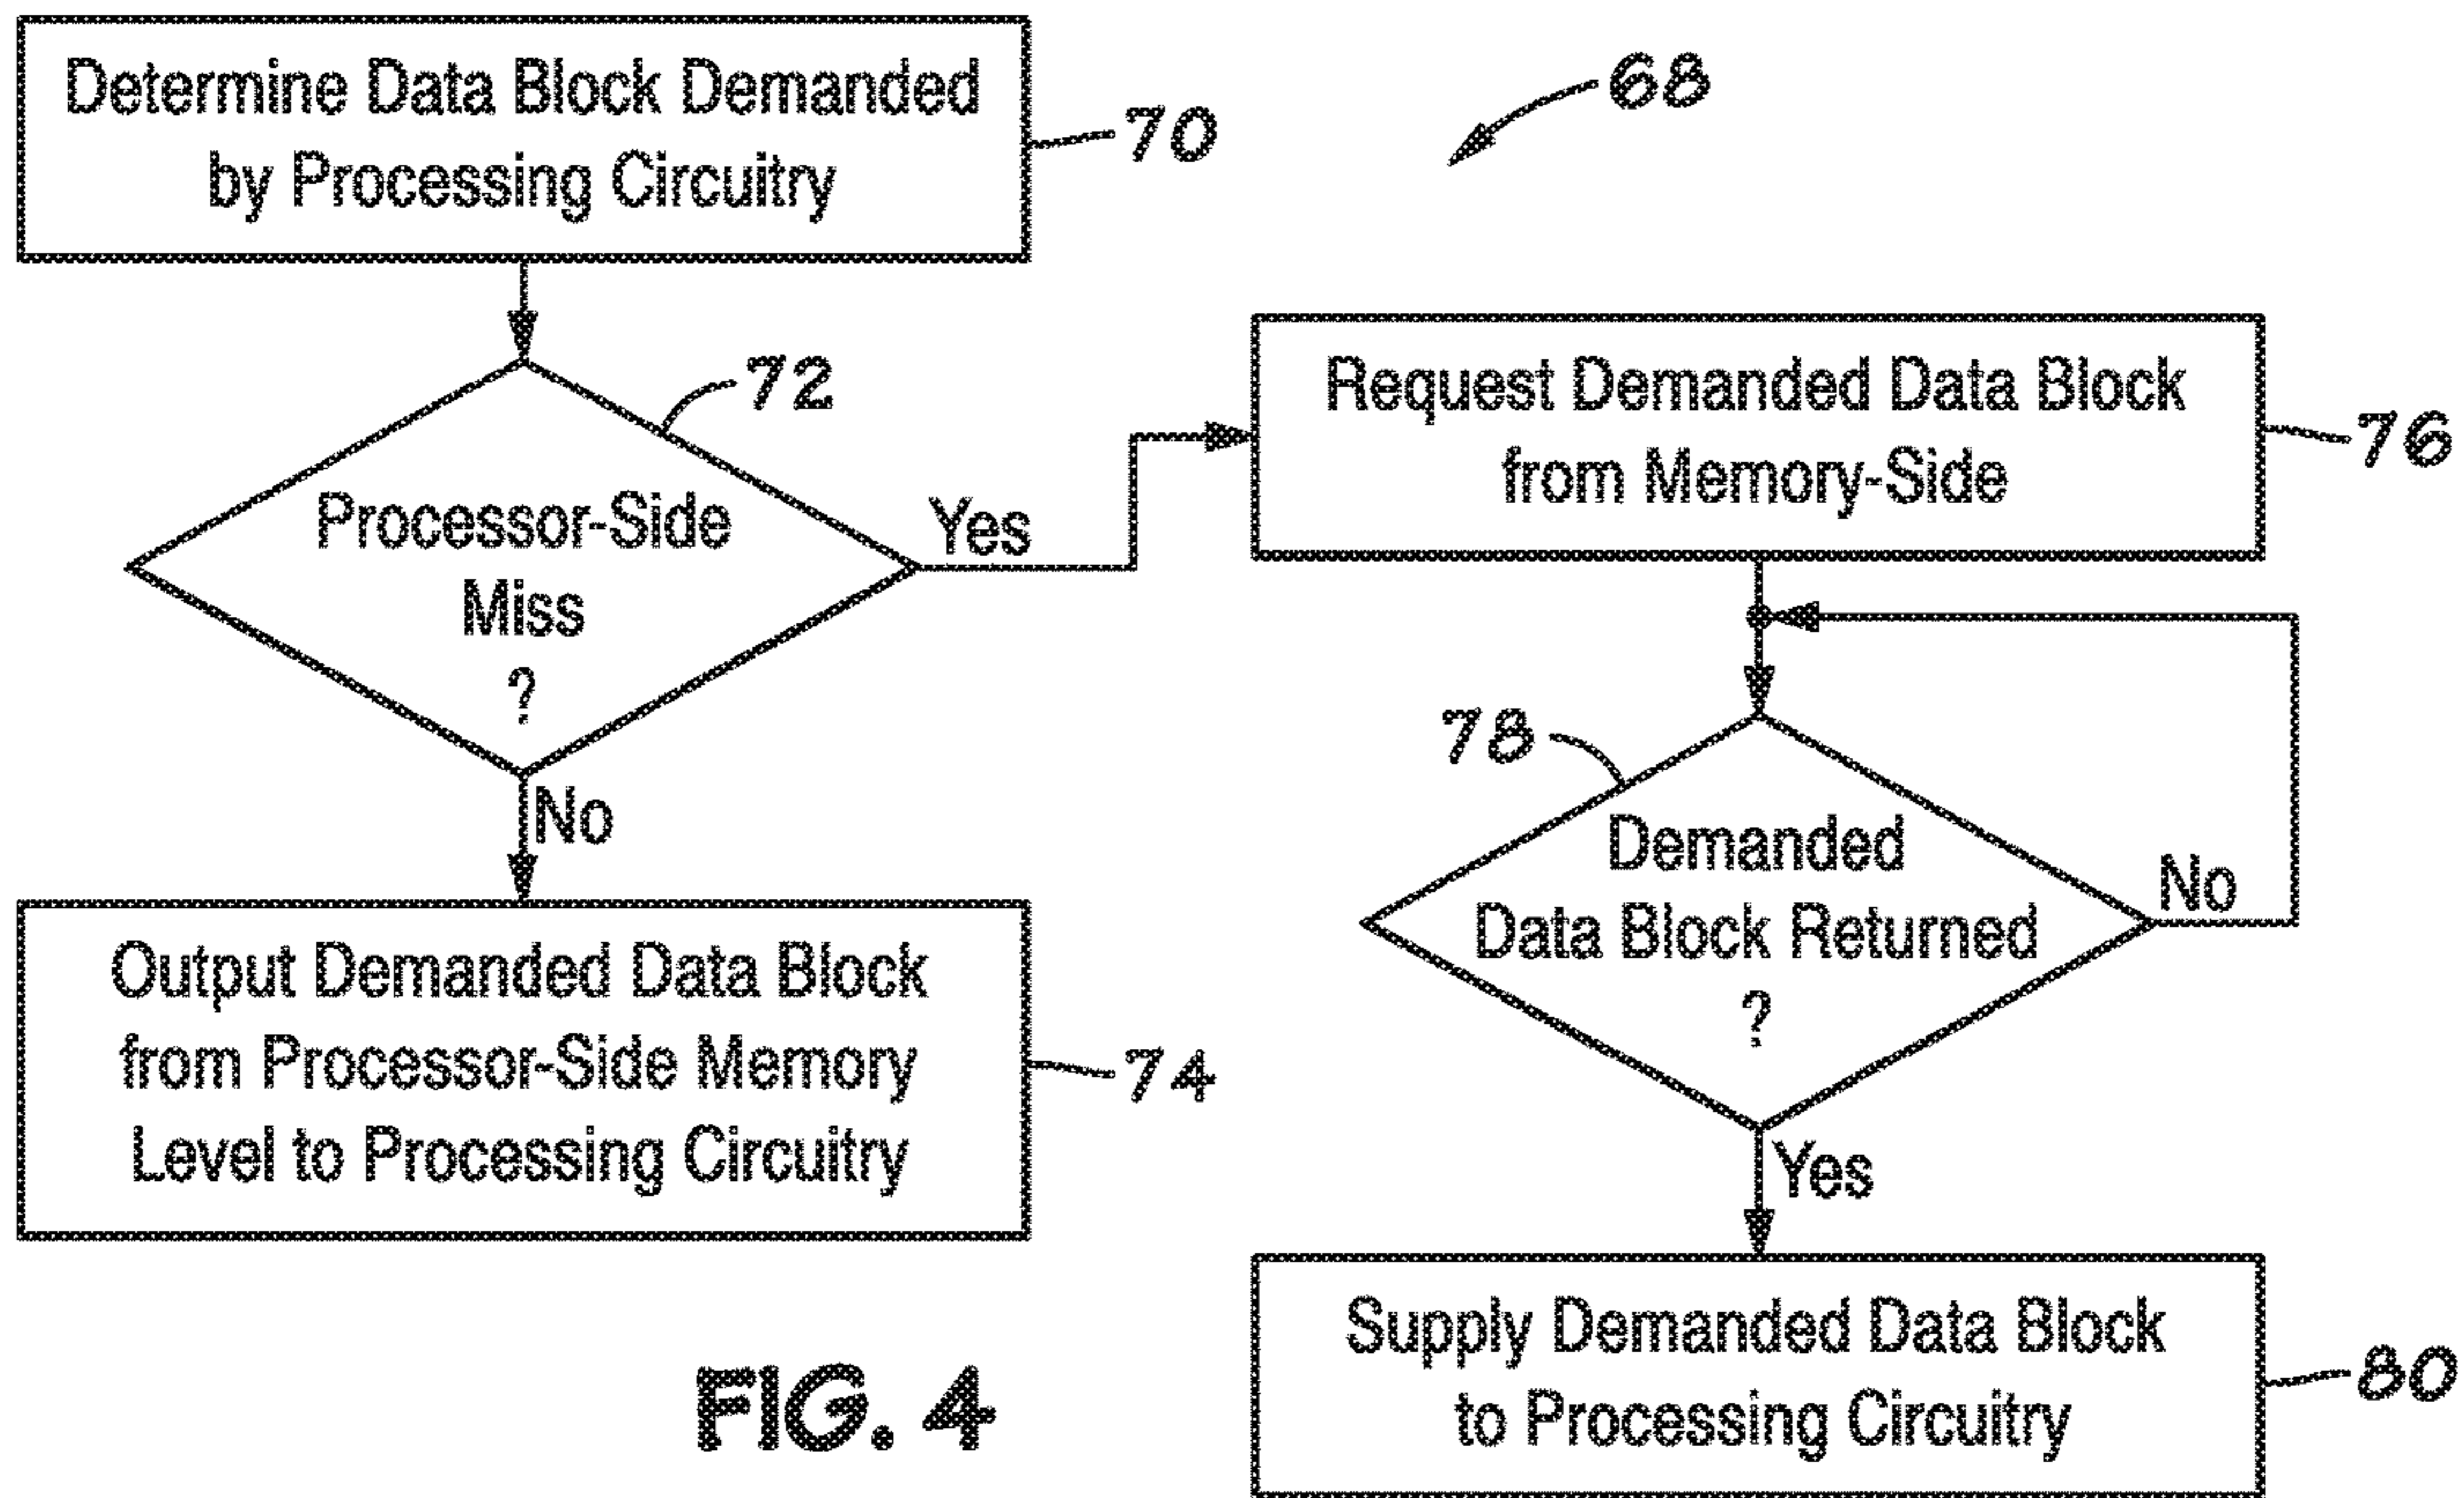 Determine Data Block Demanded
by Processing Circuitry
70
68
72
Processor-Side
Miss
?
Yes
No
Output Demanded Data Block
from Processor-Side Memory
Level to Processing Circuitry
74
Request Demanded Data Block
from Memory-Side
76
78
Demanded
Data Block Returned
?
No
Yes
Supply Demanded Data Block
to Processing Circuitry
80
FIG. 4